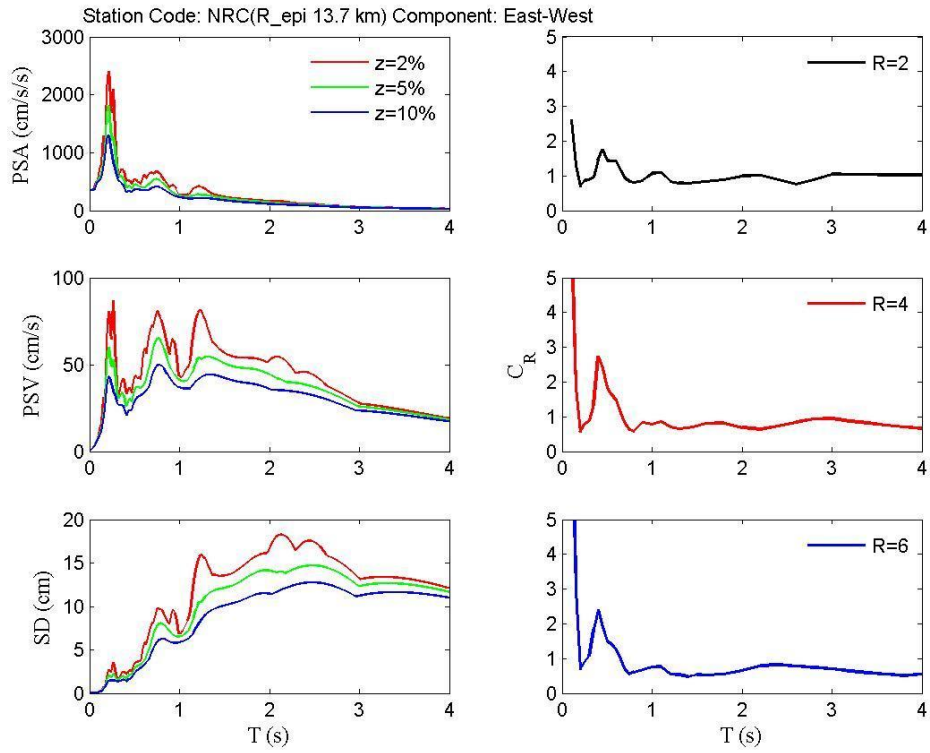 Station Code: NRC(R_epi 13.7 km) Component: East-West
3000
2000
1000
0
PSA (cm/s/s)
z=2%
z=5%
z=10%
0 1 2 3 4
5
4
3
2
1
0
R=2
0 1 2 3 4
100
50
0
PSV (cm/s)
0 1 2 3 4
5
4
3
2
1
0
C_R
R=4
0 1 2 3 4
20
15
10
5
0
SD (cm)
0 1 2 3 4
T (s)
5
4
3
2
1
0
R=6
0 1 2 3 4
T (s)